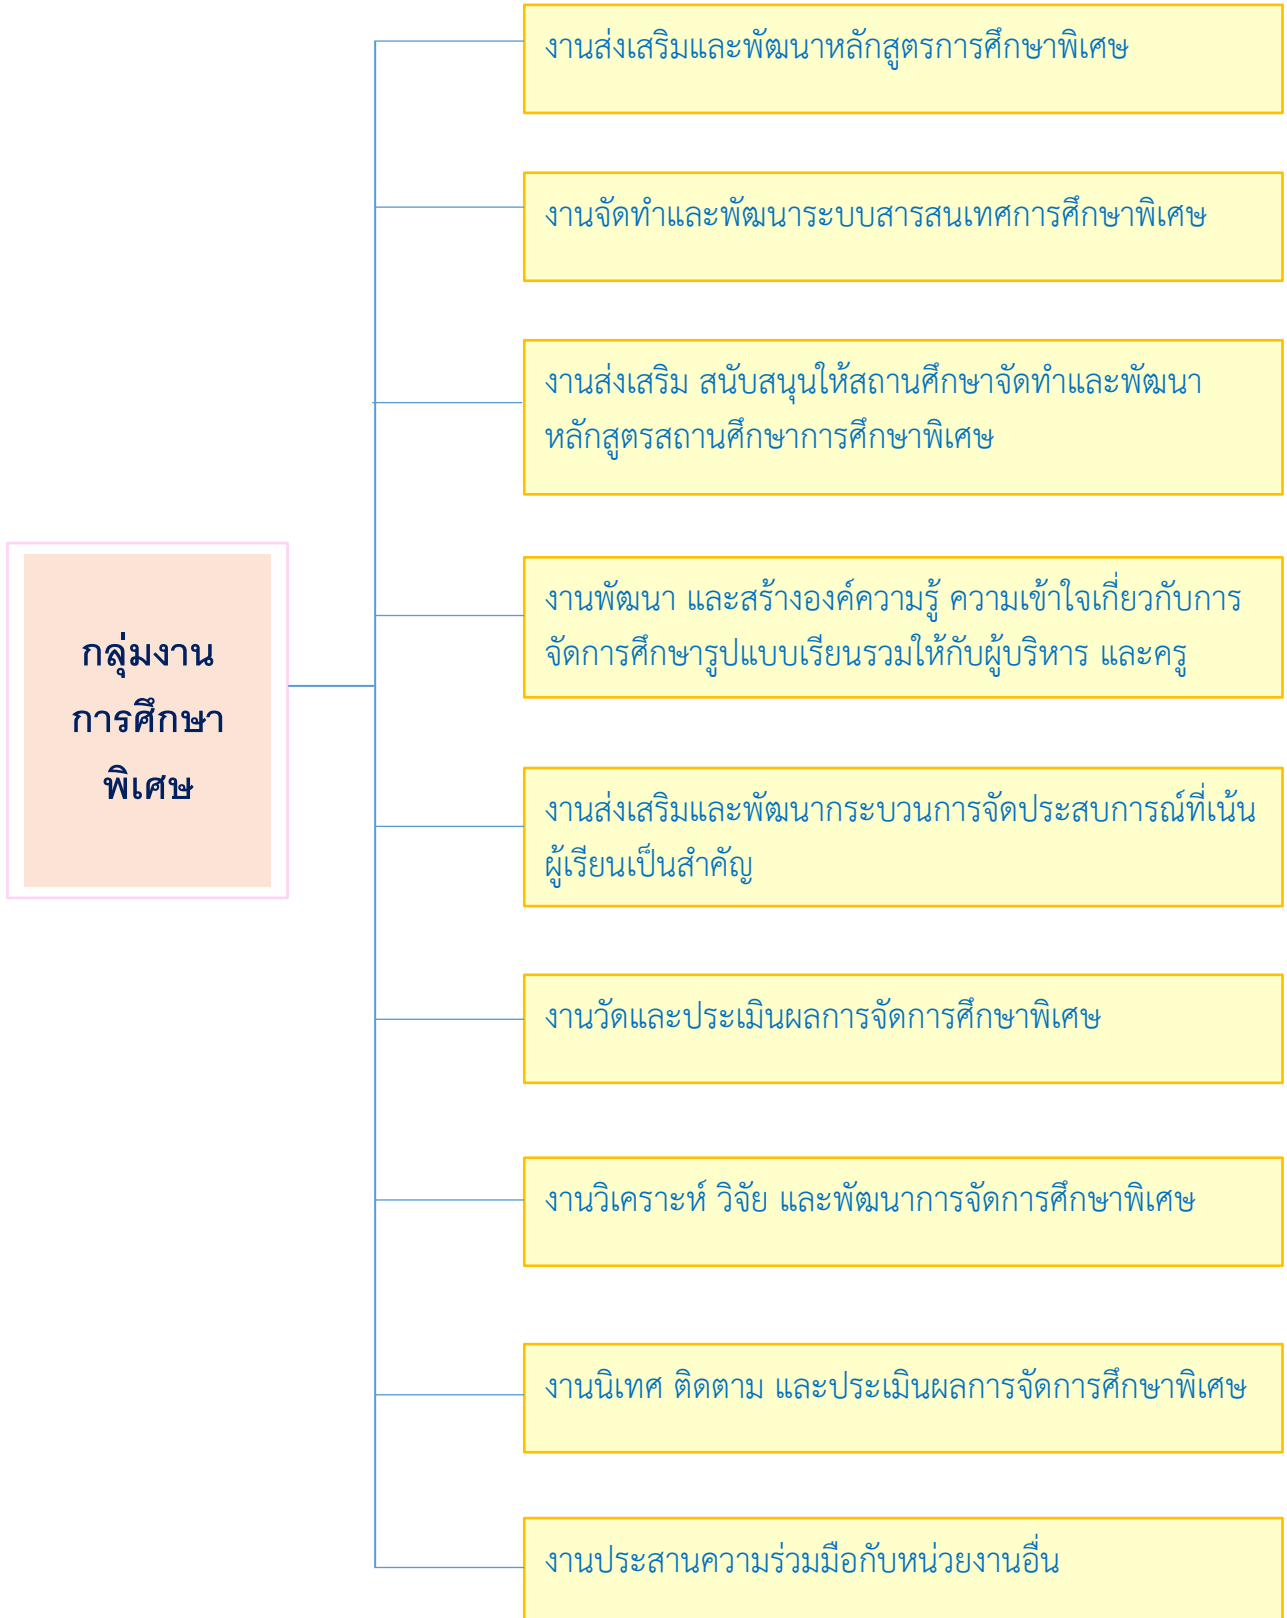 งานส่งเสริมและพัฒนาหลักสูตรการศึกษาพิเศษ
งานจัดทำและพัฒนาระบบสารสนเทศการศึกษาพิเศษ
งานส่งเสริม สนับสนุนให้สถานศึกษาจัดทำและพัฒนา
หลักสูตรสถานศึกษาการศึกษาพิเศษ
กลุ่มงาน
การศึกษา
พิเศษ
งานพัฒนา และสร้างองค์ความรู้ ความเข้าใจเกี่ยวกับการ
จัดการศึกษารูปแบบเรียนรวมให้กับผู้บริหาร และครู
งานส่งเสริมและพัฒนากระบวนการจัดประสบการณ์ที่เน้น
ผู้เรียนเป็นสำคัญ
งานวัดและประเมินผลการจัดการศึกษาพิเศษ
งานวิเคราะห์ วิจัย และพัฒนาการจัดการศึกษาพิเศษ
งานนิเทศ ติดตาม และประเมินผลการจัดการศึกษาพิเศษ
งานประสานความร่วมมือกับหน่วยงานอื่น